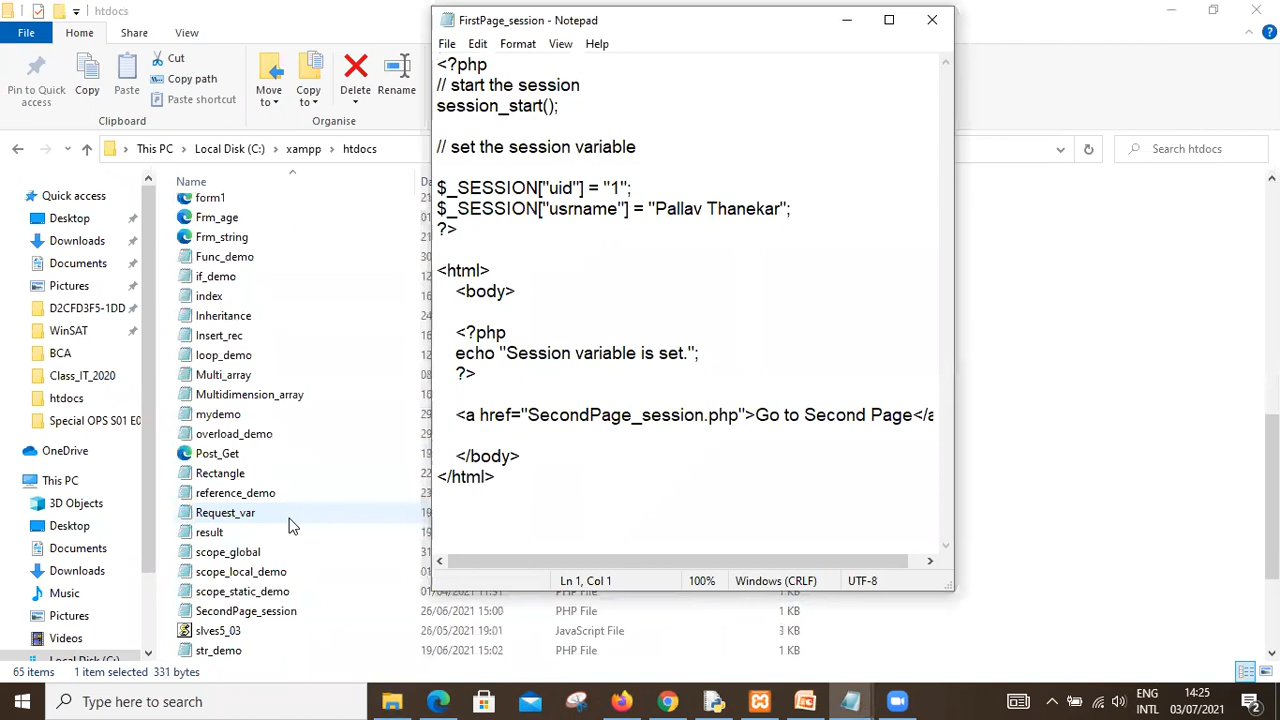 htdocs
File
Home
Share
View
Pin to Quick
access
Copy
Paste
Cut
Copy path
Paste shortcut
Clipboard
Move
to
Copy
to
Delete
Rename
Organise
This PC
Local Disk (C:)
xampp
htdocs
Search htdocs
Quick access
Desktop
Downloads
Documents
Pictures
D2CFD3F5-1DD
WinSAT
BCA
Class_IT_2020
htdocs
Special OPS S01 E0
OneDrive
This PC
3D Objects
Desktop
Documents
Downloads
Music
Pictures
Videos
Local Disk (C:)
Name
form1
Frm_age
Frm_string
Func_demo
if_demo
index
Inheritance
Insert_rec
loop_demo
Multi_array
Multidimension_array
mydemo
overload_demo
Post_Get
Rectangle
reference_demo
Request_var
result
scope_global
scope_local_demo
scope_static_demo
SecondPage_session 26/06/2021 15:00 PHP File 1 KB
slves5_03 26/05/2021 19:01 JavaScript File 3 KB
str_demo 19/06/2021 15:02 PHP File 1 KB
65 items 1 item selected 331 bytes
FirstPage_session - Notepad
File Edit Format View Help
<?php
// start the session
session_start();
// set the session variable
$_SESSION["uid"] = "1";
$_SESSION["usrname"] = "Pallav Thanekar";
?>
<html>
<body>
<?php
echo "Session variable is set.";
?>
<a href="SecondPage_session.php">Go to Second Page</a
</body>
</html>
Ln 1, Col 1 100% Windows (CRLF) UTF-8
Type here to search
ENG
INTL
14:25
03/07/2021
2